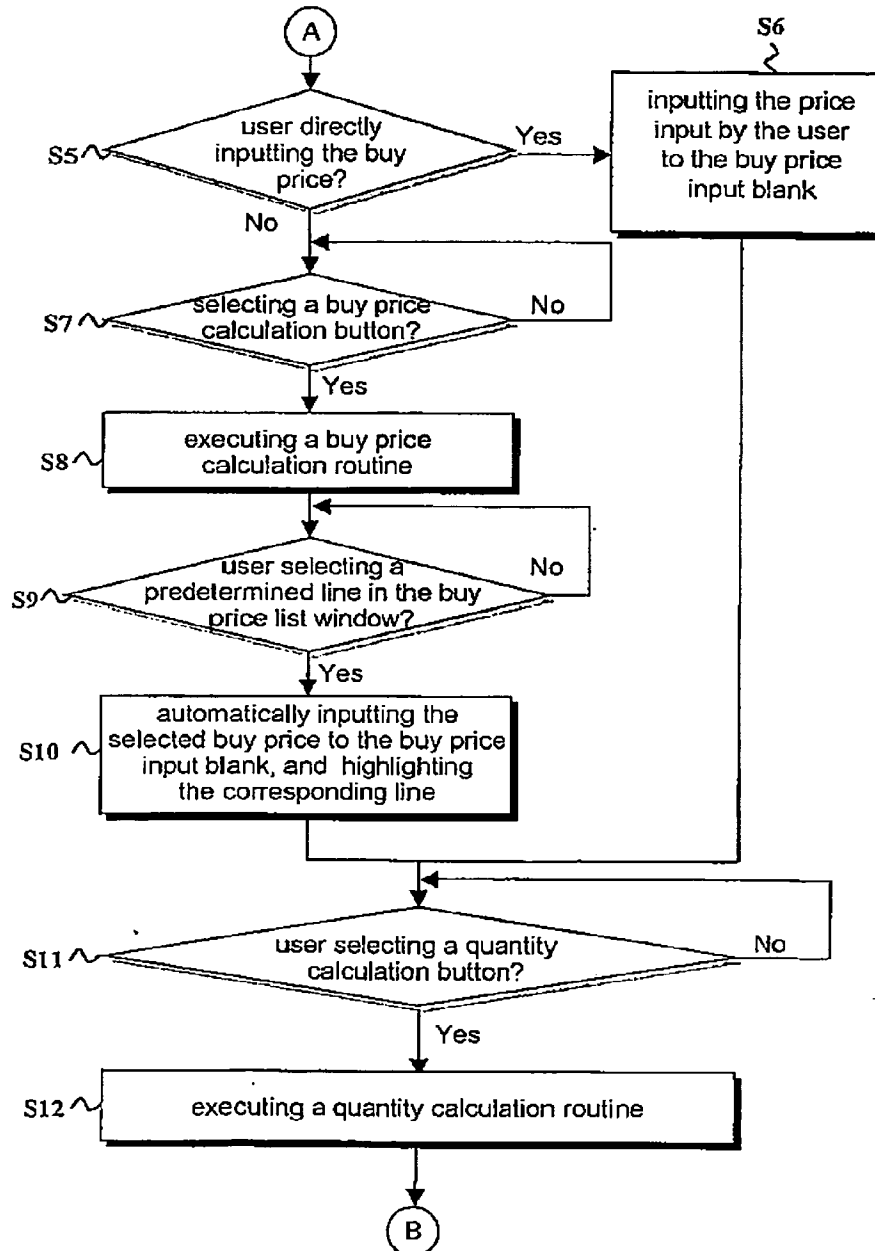 A
S6
user directly
inputting the buy
price?
S5
Yes
inputting the price
input by the user
to the buy price
input blank
No
selecting a buy price
calculation button?
S7
No
Yes
executing a buy price
calculation routine
S8
user selecting a
predetermined line in the buy
price list window?
S9
No
Yes
automatically inputting the
selected buy price to the buy price
input blank, and highlighting
the corresponding line
S10
user selecting a quantity
calculation button?
S11
No
Yes
S12
executing a quantity calculation routine
B